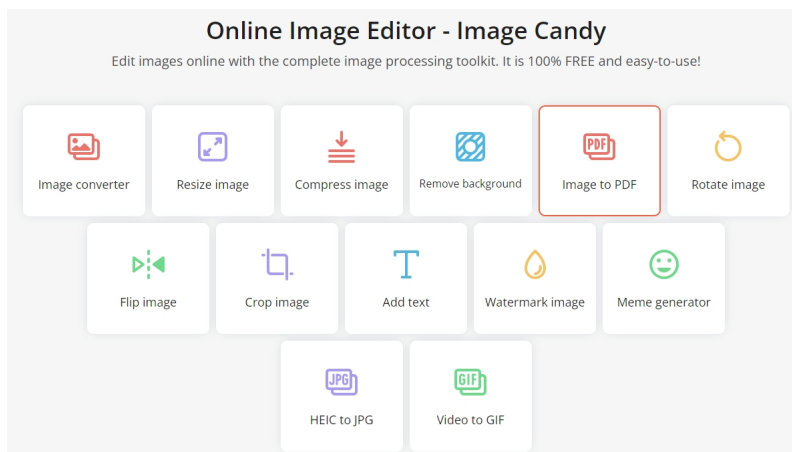 Online Image Editor - Image Candy
Edit images online with the complete image processing toolkit. It is 100% FREE and easy-to-use!
PDF
Image converter
Resize image
Compress image
Remove background
Image to PDF
Rotate image
Flip image
Crop image
Add text
Watermark image
Meme generator
JPG
GIF
HEIC to JPG
Video to GIF